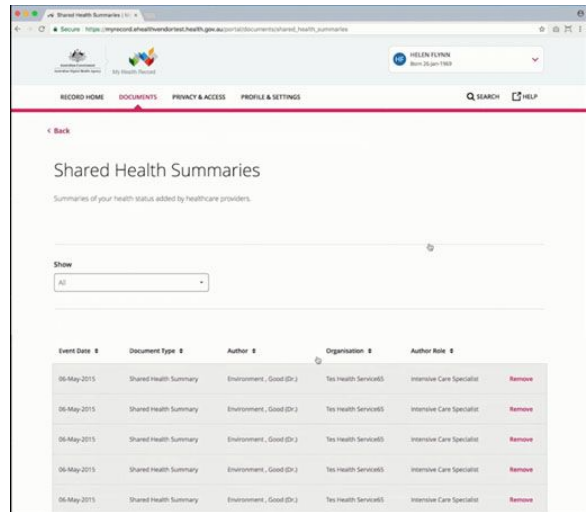 Shared Health Summaries | M
Secure https://myrecord.ehealthvendortest.health.gov.au/portal/documents/shared_health_summaries
Australian Government
Australian Digital Health Agency
My Health Record
HF
HELEN FLYNN
Born 26-Jan-1969
RECORD HOME DOCUMENTS PRIVACY & ACCESS PROFILE & SETTINGS SEARCH HELP
< Back
Shared Health Summaries
Summaries of your health status added by healthcare providers.
Show
All
Event Date Document Type Author Organisation Author Role
06-May-2015 Shared Health Summary Environment , Good (Dr.) Tes Health Service65 Intensive Care Specialist Remove
06-May-2015 Shared Health Summary Environment , Good (Dr.) Tes Health Service65 Intensive Care Specialist Remove
06-May-2015 Shared Health Summary Environment , Good (Dr.) Tes Health Service65 Intensive Care Specialist Remove
06-May-2015 Shared Health Summary Environment , Good (Dr.) Tes Health Service65 Intensive Care Specialist Remove
06-May-2015 Shared Health Summary Environment , Good (Dr.) Tes Health Service65 Intensive Care Specialist Remove